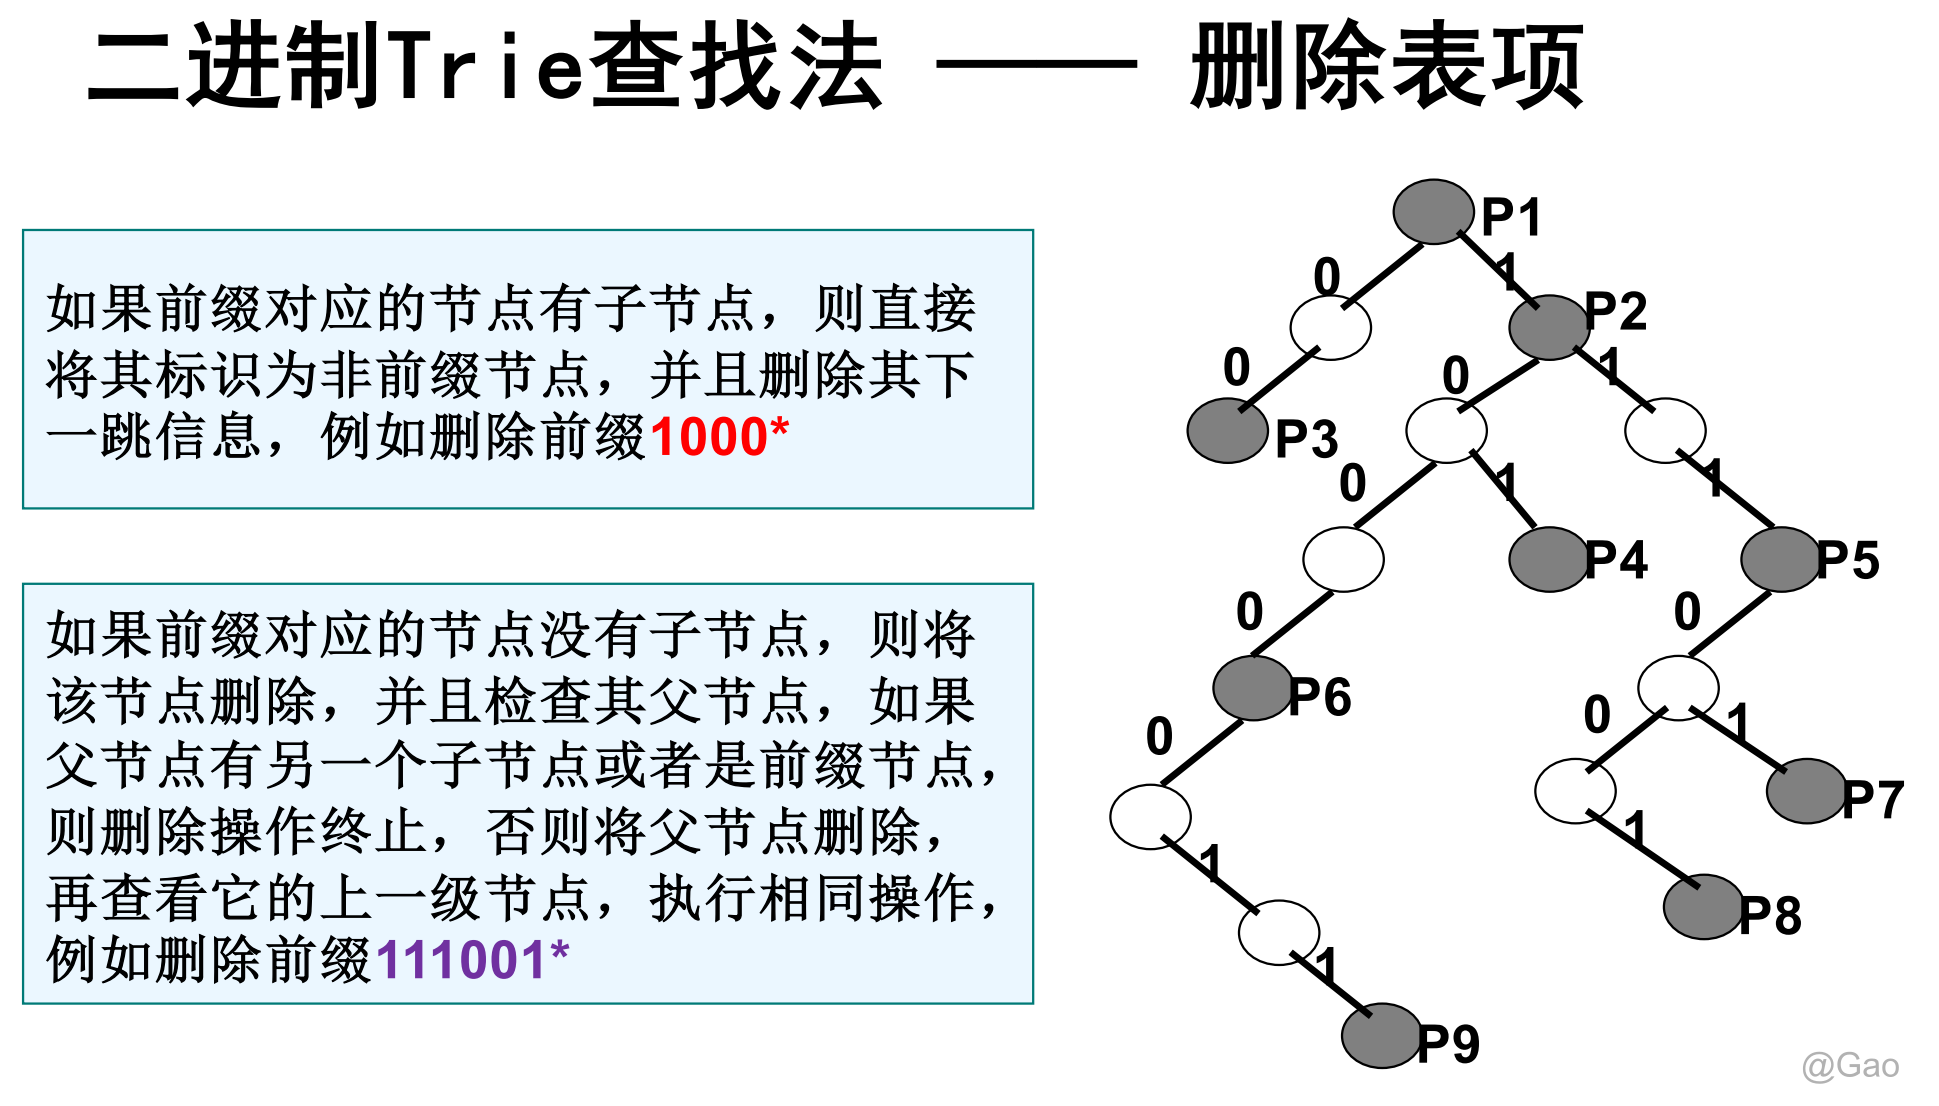 二进制Trie查找法 —— 删除表项
如果前缀对应的节点有子节点，则直接
将其标识为非前缀节点，并且删除其下
一跳信息，例如删除前缀1000*
如果前缀对应的节点没有子节点，则将
该节点删除，并且检查其父节点，如果
父节点有另一个子节点或者是前缀节点，
则删除操作终止，否则将父节点删除，
再查看它的上一级节点，执行相同操作，
例如删除前缀111001*
P1
0
1
P2
0
0
1
P3
0
1
1
P4
P5
0
0
P6
0
0
1
P7
1
1
P8
1
P9
@Gao